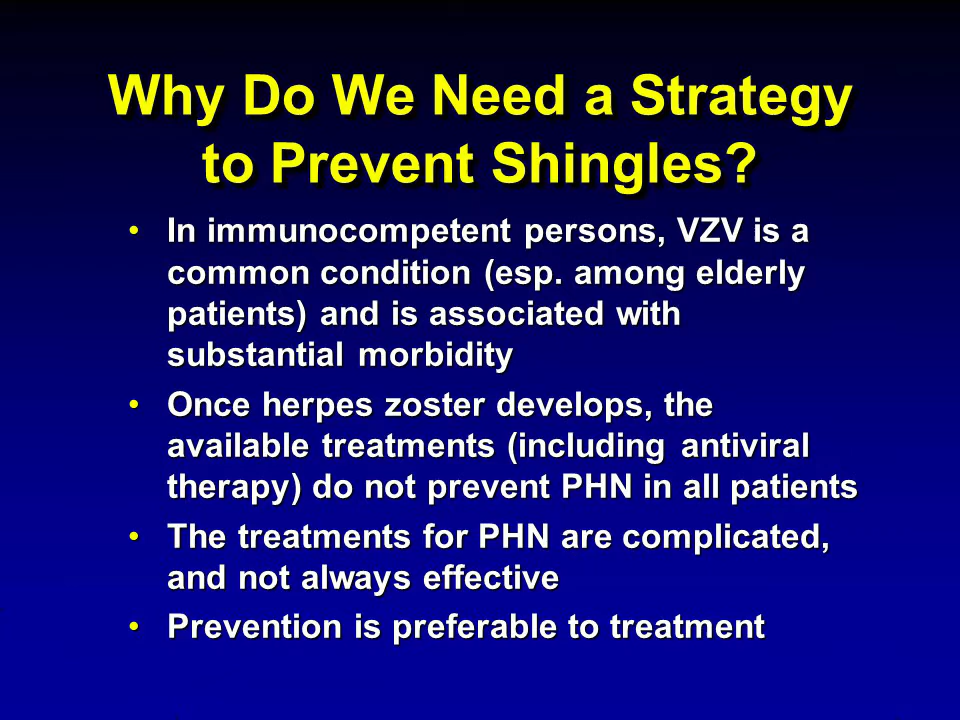 Why Do We Need a Strategy
to Prevent Shingles?
• In immunocompetent persons, VZV is a
common condition (esp. among elderly
patients) and is associated with
substantial morbidity
• Once herpes zoster develops, the
available treatments (including antiviral
therapy) do not prevent PHN in all patients
• The treatments for PHN are complicated,
and not always effective
• Prevention is preferable to treatment